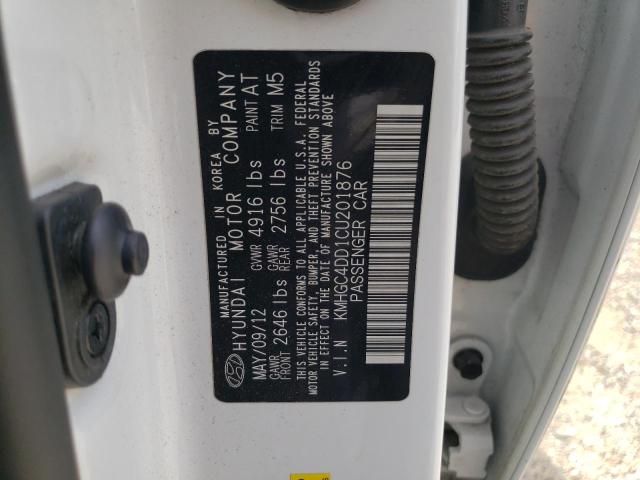 MANUFACTURED IN KOREA BY
HYUNDAI MOTOR COMPANY
MAY/09/12 GVWR 4916 lbs PAINT AT
GAWR FRONT 2646 lbs GAWR REAR 2756 lbs TRIM M5
THIS VEHICLE CONFORMS TO ALL APPLICABLE U.S.A. FEDERAL
MOTOR VEHICLE SAFETY, BUMPER, AND THEFT PREVENTION STANDARDS
IN EFFECT ON THE DATE OF MANUFACTURE SHOWN ABOVE
V.I.N KMHGC4DD1CU201876
PASSENGER CAR